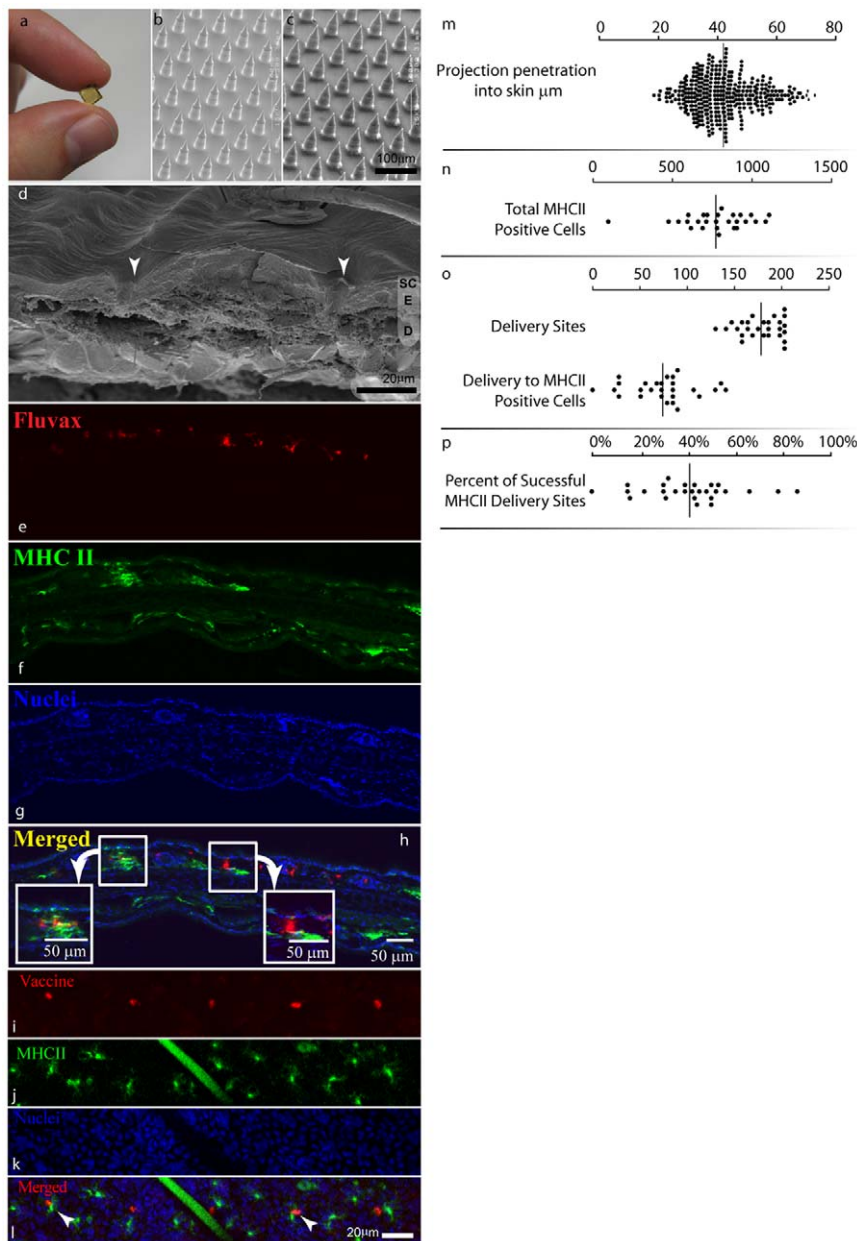 a
b
c
100μm
d
SC
E
D
20μm
Fluvax
e
MHC II
f
Nuclei
g
Merged
h
50 μm
50 μm
50 μm
Vaccine
i
MHCII
j
Nuclei
k
Merged
l
20μm
m
0 20 40 60 80
Projection penetration
into skin μm
n
0 500 1000 1500
Total MHCII
Positive Cells
o
0 50 100 150 200 250
Delivery Sites
Delivery to MHCII
Positive Cells
p
0% 20% 40% 60% 80% 100%
Percent of Sucessful
MHCII Delivery Sites